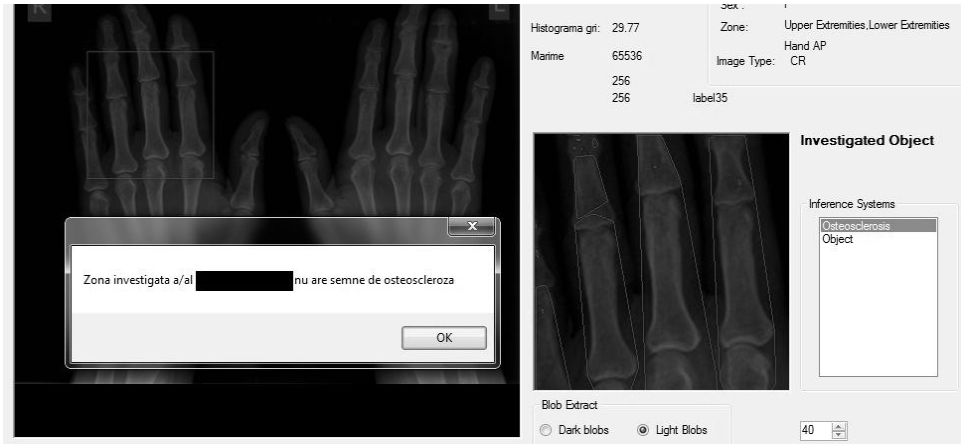 R
L
Sex :
Histograma gri: 29.77
Zone: Upper Extremities,Lower Extremities
Hand AP
Marime 65536
Image Type: CR
256
256 label35
Investigated Object
Inference Systems
Osteosclerosis
Object
x
Zona investigata a/al nu are semne de osteoscleroza
OK
Blob Extract
Dark blobs Light Blobs
40